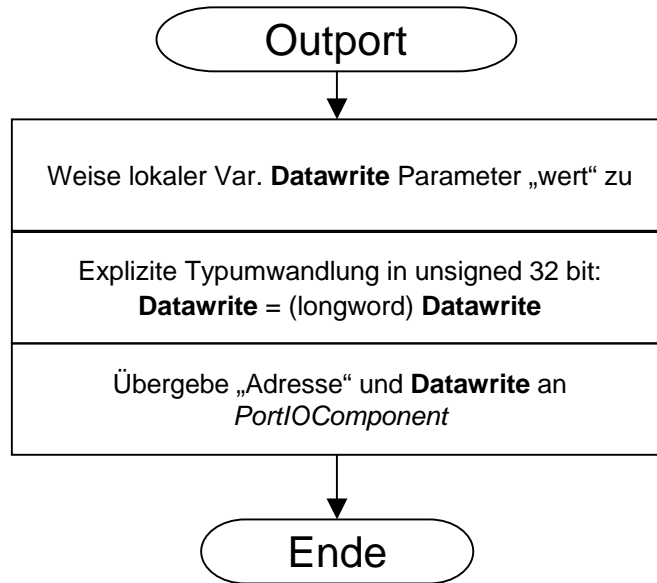 Outport
Weise lokaler Var. Datawrite Parameter „wert“ zu
Explizite Typumwandlung in unsigned 32 bit:
Datawrite = (longword) Datawrite
Übergebe „Adresse“ und Datawrite an
PortIOComponent
Ende